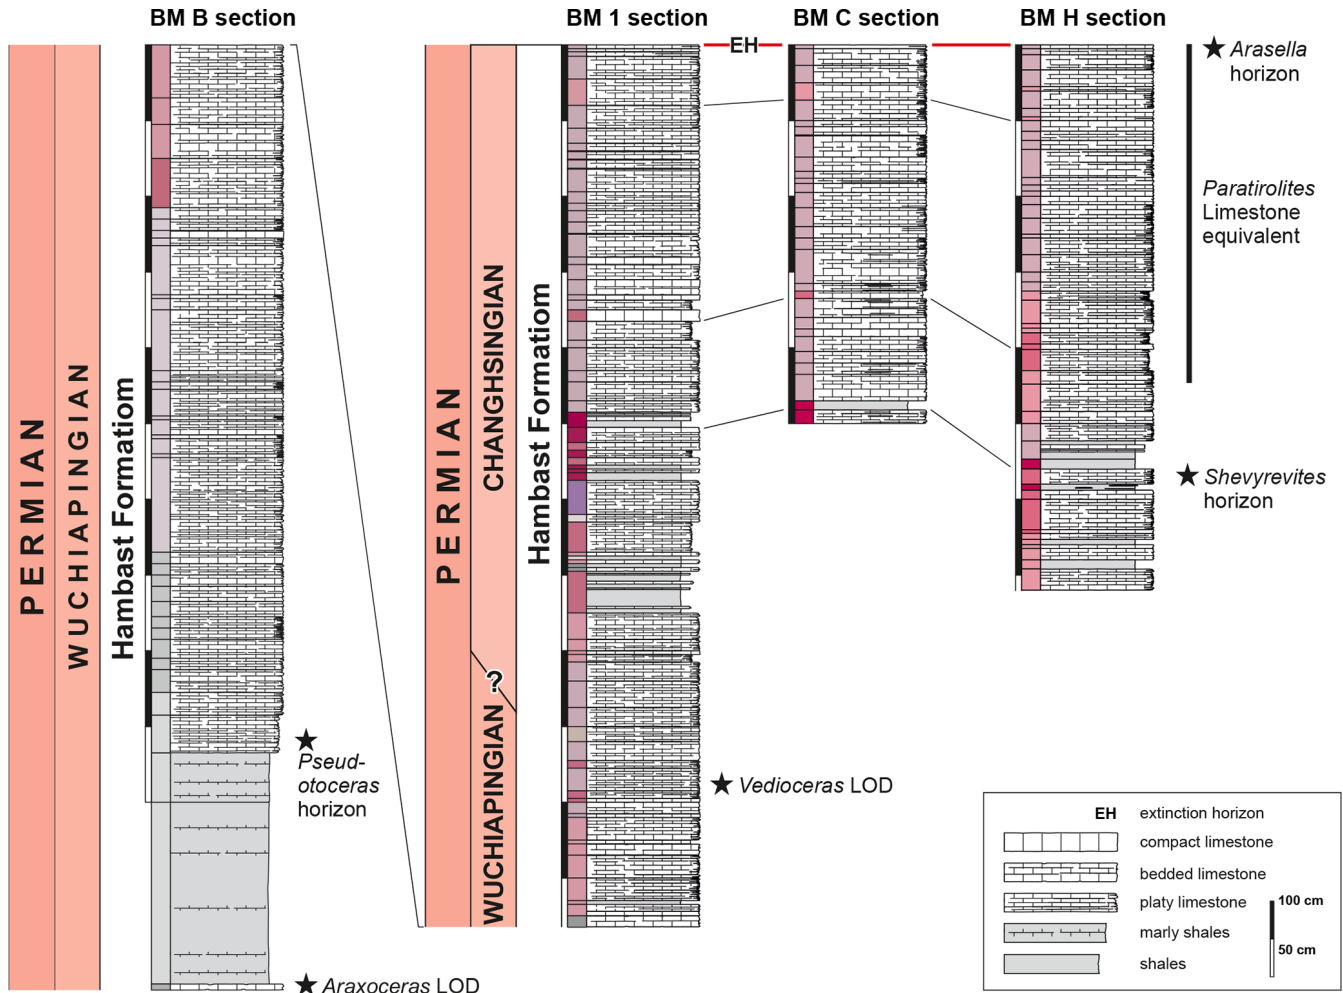 BM B section
BM 1 section
BM C section
BM H section
EH
Arasella
horizon
Paratirolites
Limestone
equivalent
PERMIAN
WUCHIAPINGIAN
Hambast Formation
PERMIAN
CHANGHSINGIAN
?
WUCHIAPINGIAN
Hambast Formation
Shevyrevites
horizon
Pseud-
otoceras
horizon
Vedioceras LOD
Araxoceras LOD
EH extinction horizon
compact limestone
bedded limestone
platy limestone
marly shales
shales
100 cm
50 cm